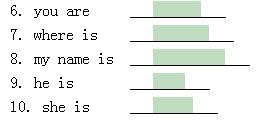 6. you are
7. where is
8. my name is
9. he is
10. she is